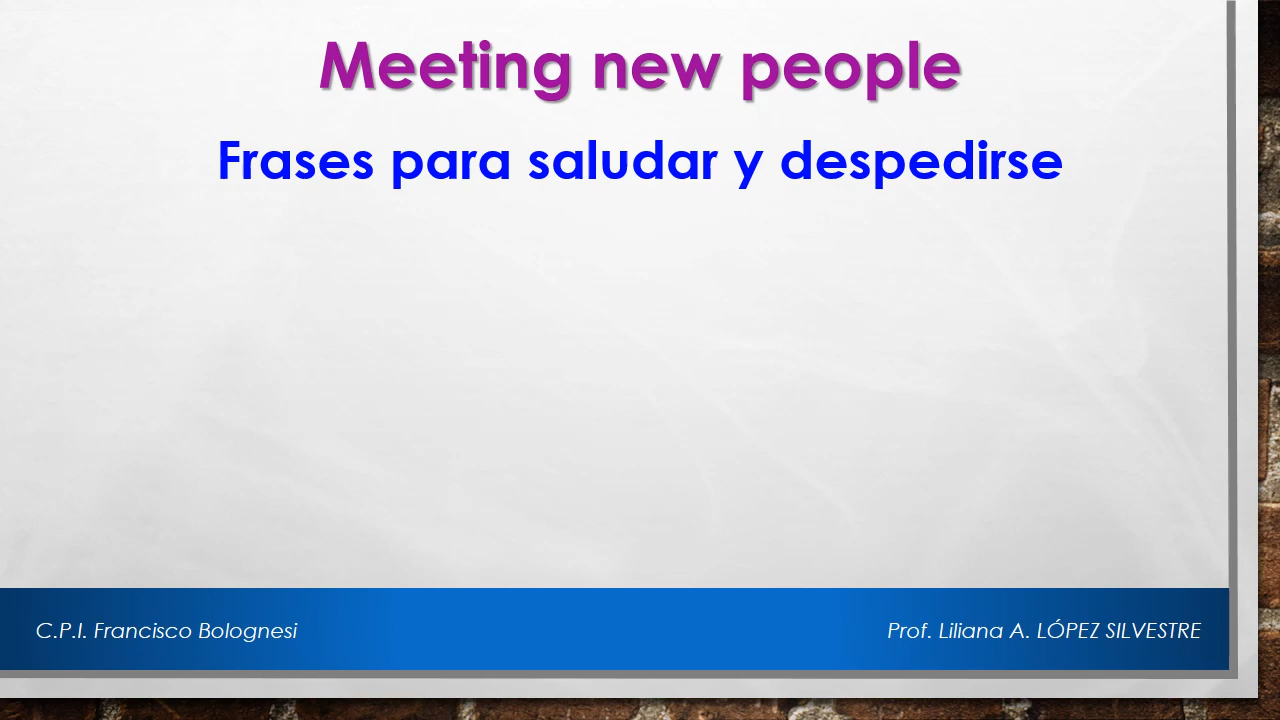 Meeting new people
Frases para saludar y despedirse
C.P.I. Francisco Bolognesi
Prof. Liliana A. LÓPEZ SILVESTRE